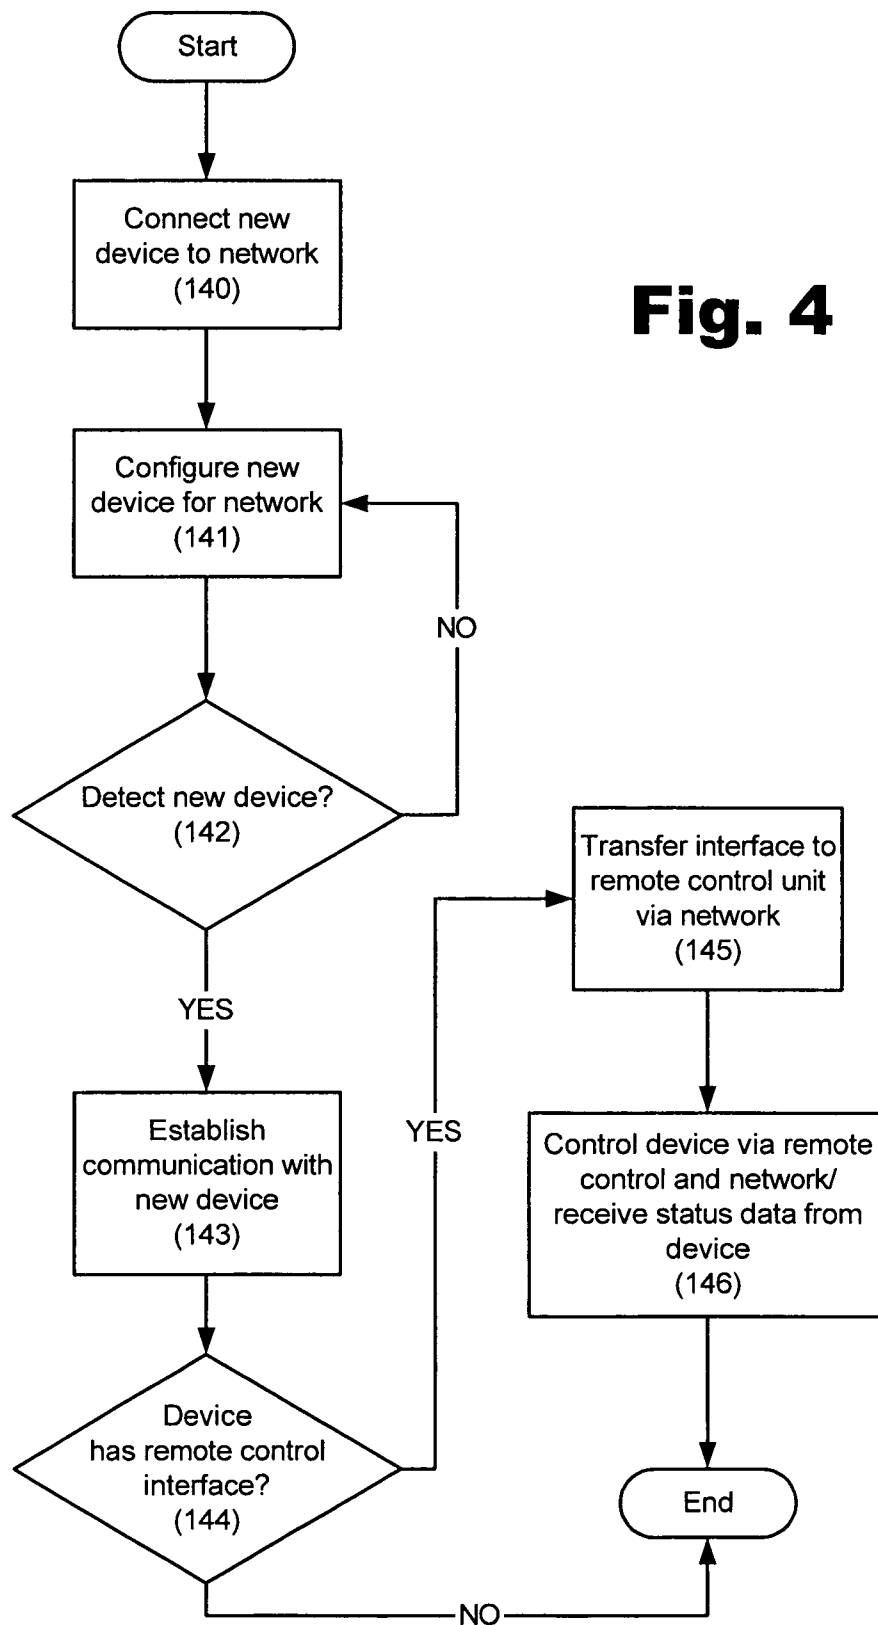 Start
Connect new
device to network
(140)
Fig. 4
Configure new
device for network
(141)
NO
Detect new device?
(142)
YES
Establish
communication with
new device
(143)
Device
has remote control
interface?
(144)
YES
Transfer interface to
remote control unit
via network
(145)
Control device via remote
control and network/
receive status data from
device
(146)
End
NO